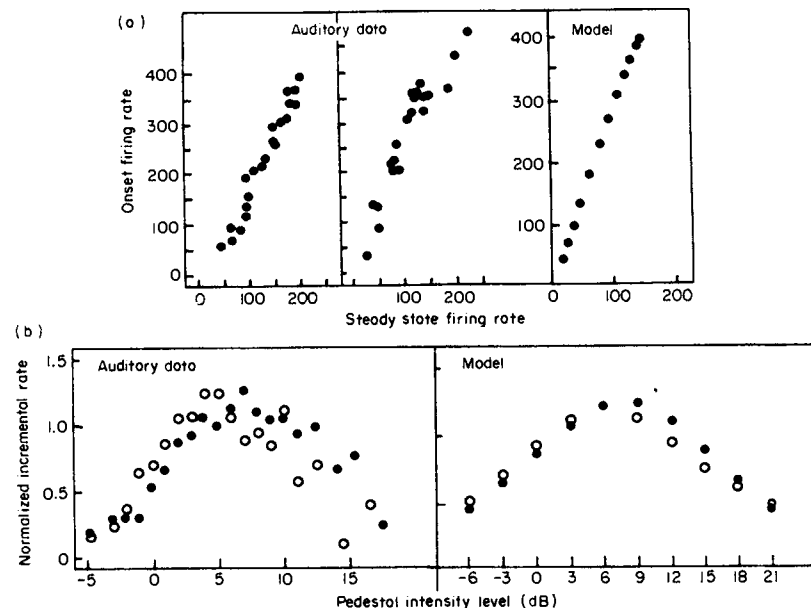 (a)
Auditory data
Model
Onset firing rate
400
300
200
100
0
400
300
200
100
0 100 200
100 200
0 100 200
Steady state firing rate
(b)
Auditory data
Model
Normalized incremental rate
1.5
1.0
0.5
0
-5 0 5 10 15
-6 -3 0 3 6 9 12 15 18 21
Pedestal intensity level (dB)